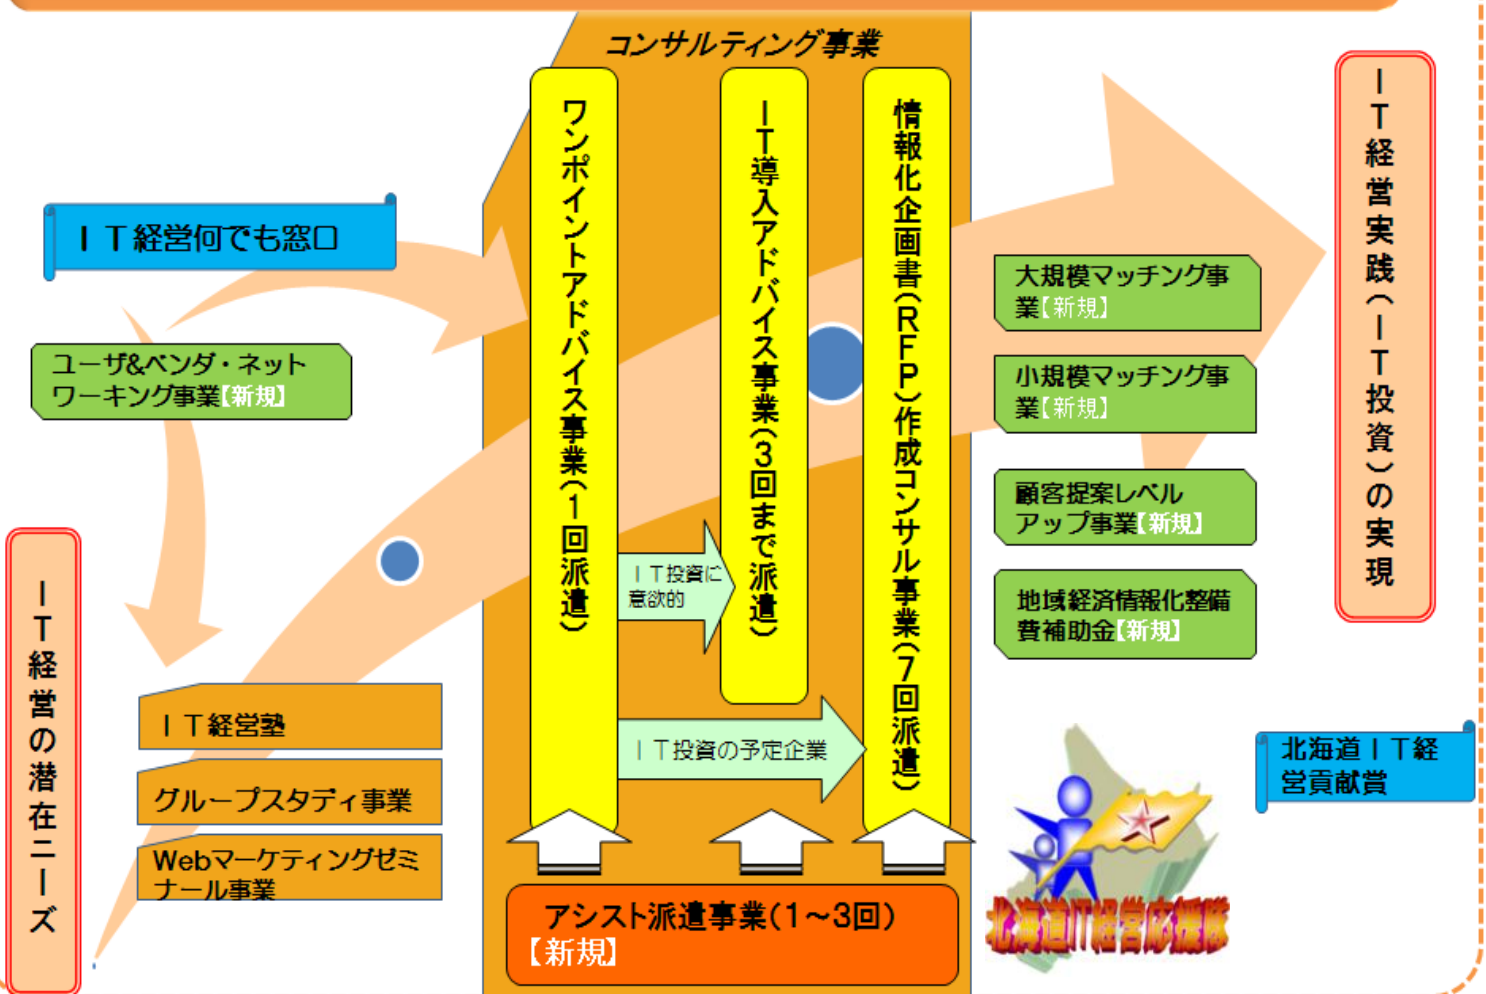 コンサルティング事業
ワンポイントアドバイス事業(1回派遣)
IT導入アドバイス事業(3回まで派遣)
情報化企画書(RFP)作成コンサル事業(7回派遣)
IT経営実践(IT投資)の実現
IT経営何でも窓口
ユーザ&ベンダ・ネット
ワーキング事業【新規】
大規模マッチング事
業【新規】
小規模マッチング事
業【新規】
顧客提案レベル
アップ事業【新規】
地域経済情報化整備
費補助金【新規】
IT投資に
意欲的
IT投資の予定企業
IT経営の潜在ニーズ
IT経営塾
グループスタディ事業
Webマーケティングゼミ
ナール事業
アシスト派遣事業(1～3回)
【新規】
北海道IT経営応援隊
北海道IT経
営貢献賞